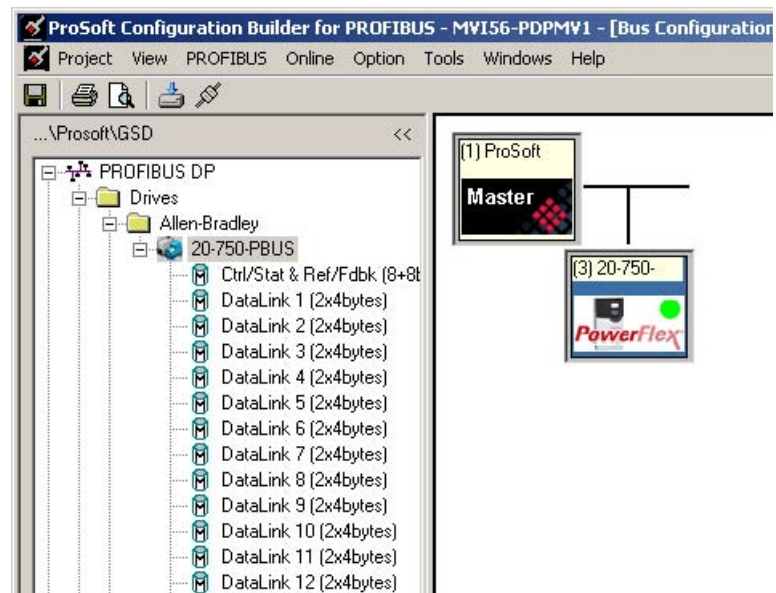 ProSoft Configuration Builder for PROFIBUS - MVI56-PDPMV1 - [Bus Configuration
Project View PROFIBUS Online Option Tools Windows Help
...\Prosoft\GSD <<
PROFIBUS DP
Drives
Allen-Bradley
20-750-PBUS
Ctrl/Stat & Ref/Fdbk (8+8b
DataLink 1 (2x4bytes)
DataLink 2 (2x4bytes)
DataLink 3 (2x4bytes)
DataLink 4 (2x4bytes)
DataLink 5 (2x4bytes)
DataLink 6 (2x4bytes)
DataLink 7 (2x4bytes)
DataLink 8 (2x4bytes)
DataLink 9 (2x4bytes)
DataLink 10 (2x4bytes)
DataLink 11 (2x4bytes)
DataLink 12 (2x4bytes)
(1) ProSoft
Master
(3) 20-750-
PowerFlex